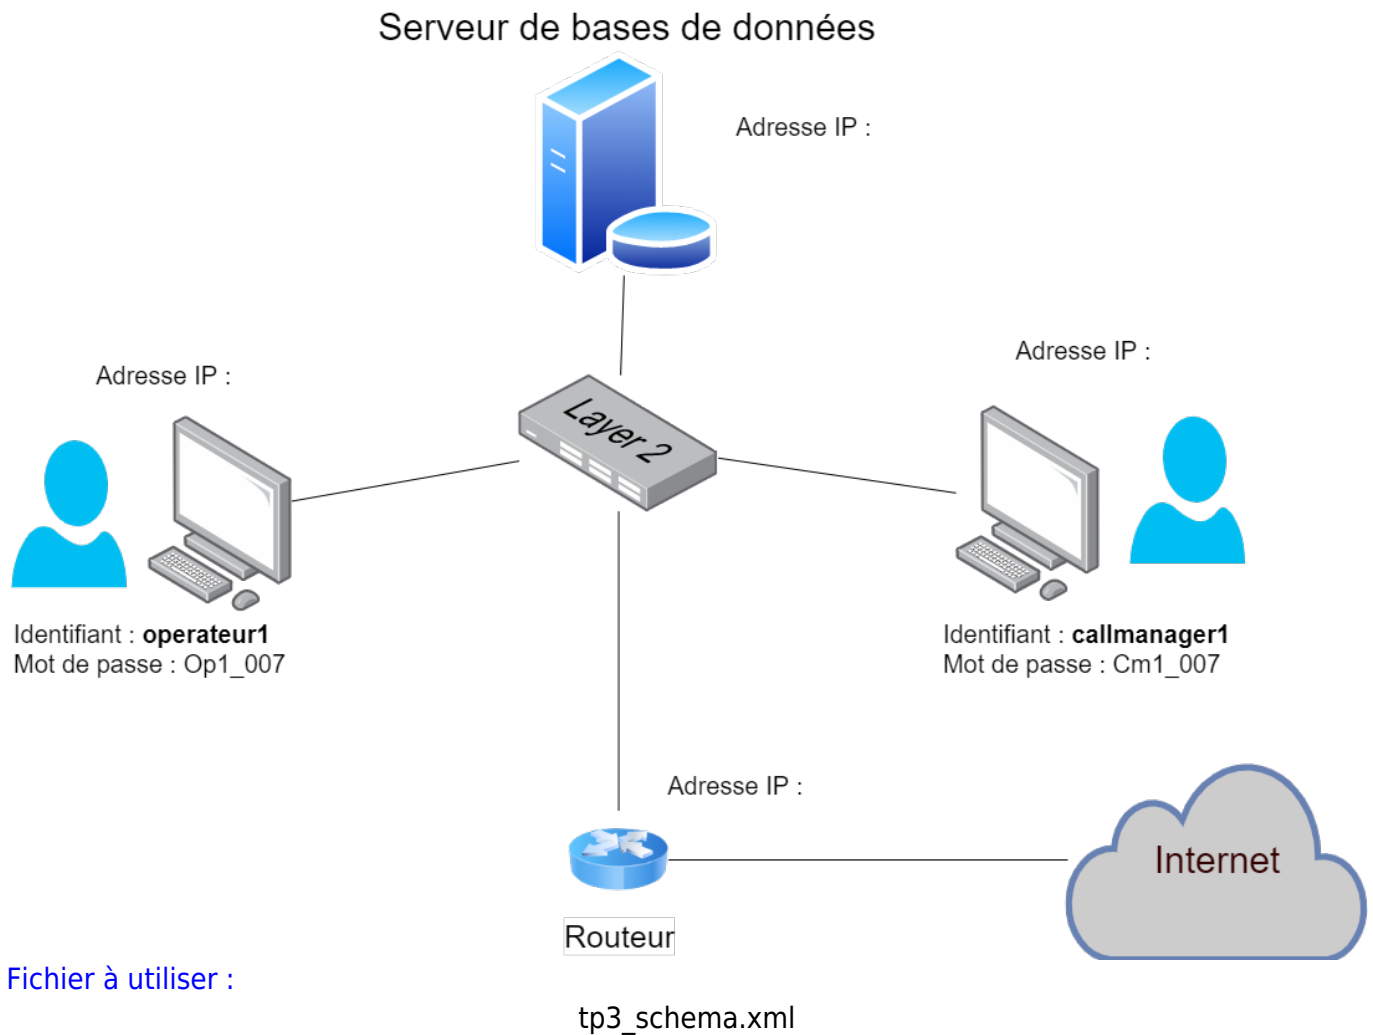 Serveur de bases de données
Adresse IP :
Adresse IP :
Adresse IP :
Layer 2
Identifiant : operateur1
Mot de passe : Op1_007
Identifiant : callmanager1
Mot de passe : Cm1_007
Adresse IP :
Internet
Routeur
Fichier à utiliser :
tp3_schema.xml